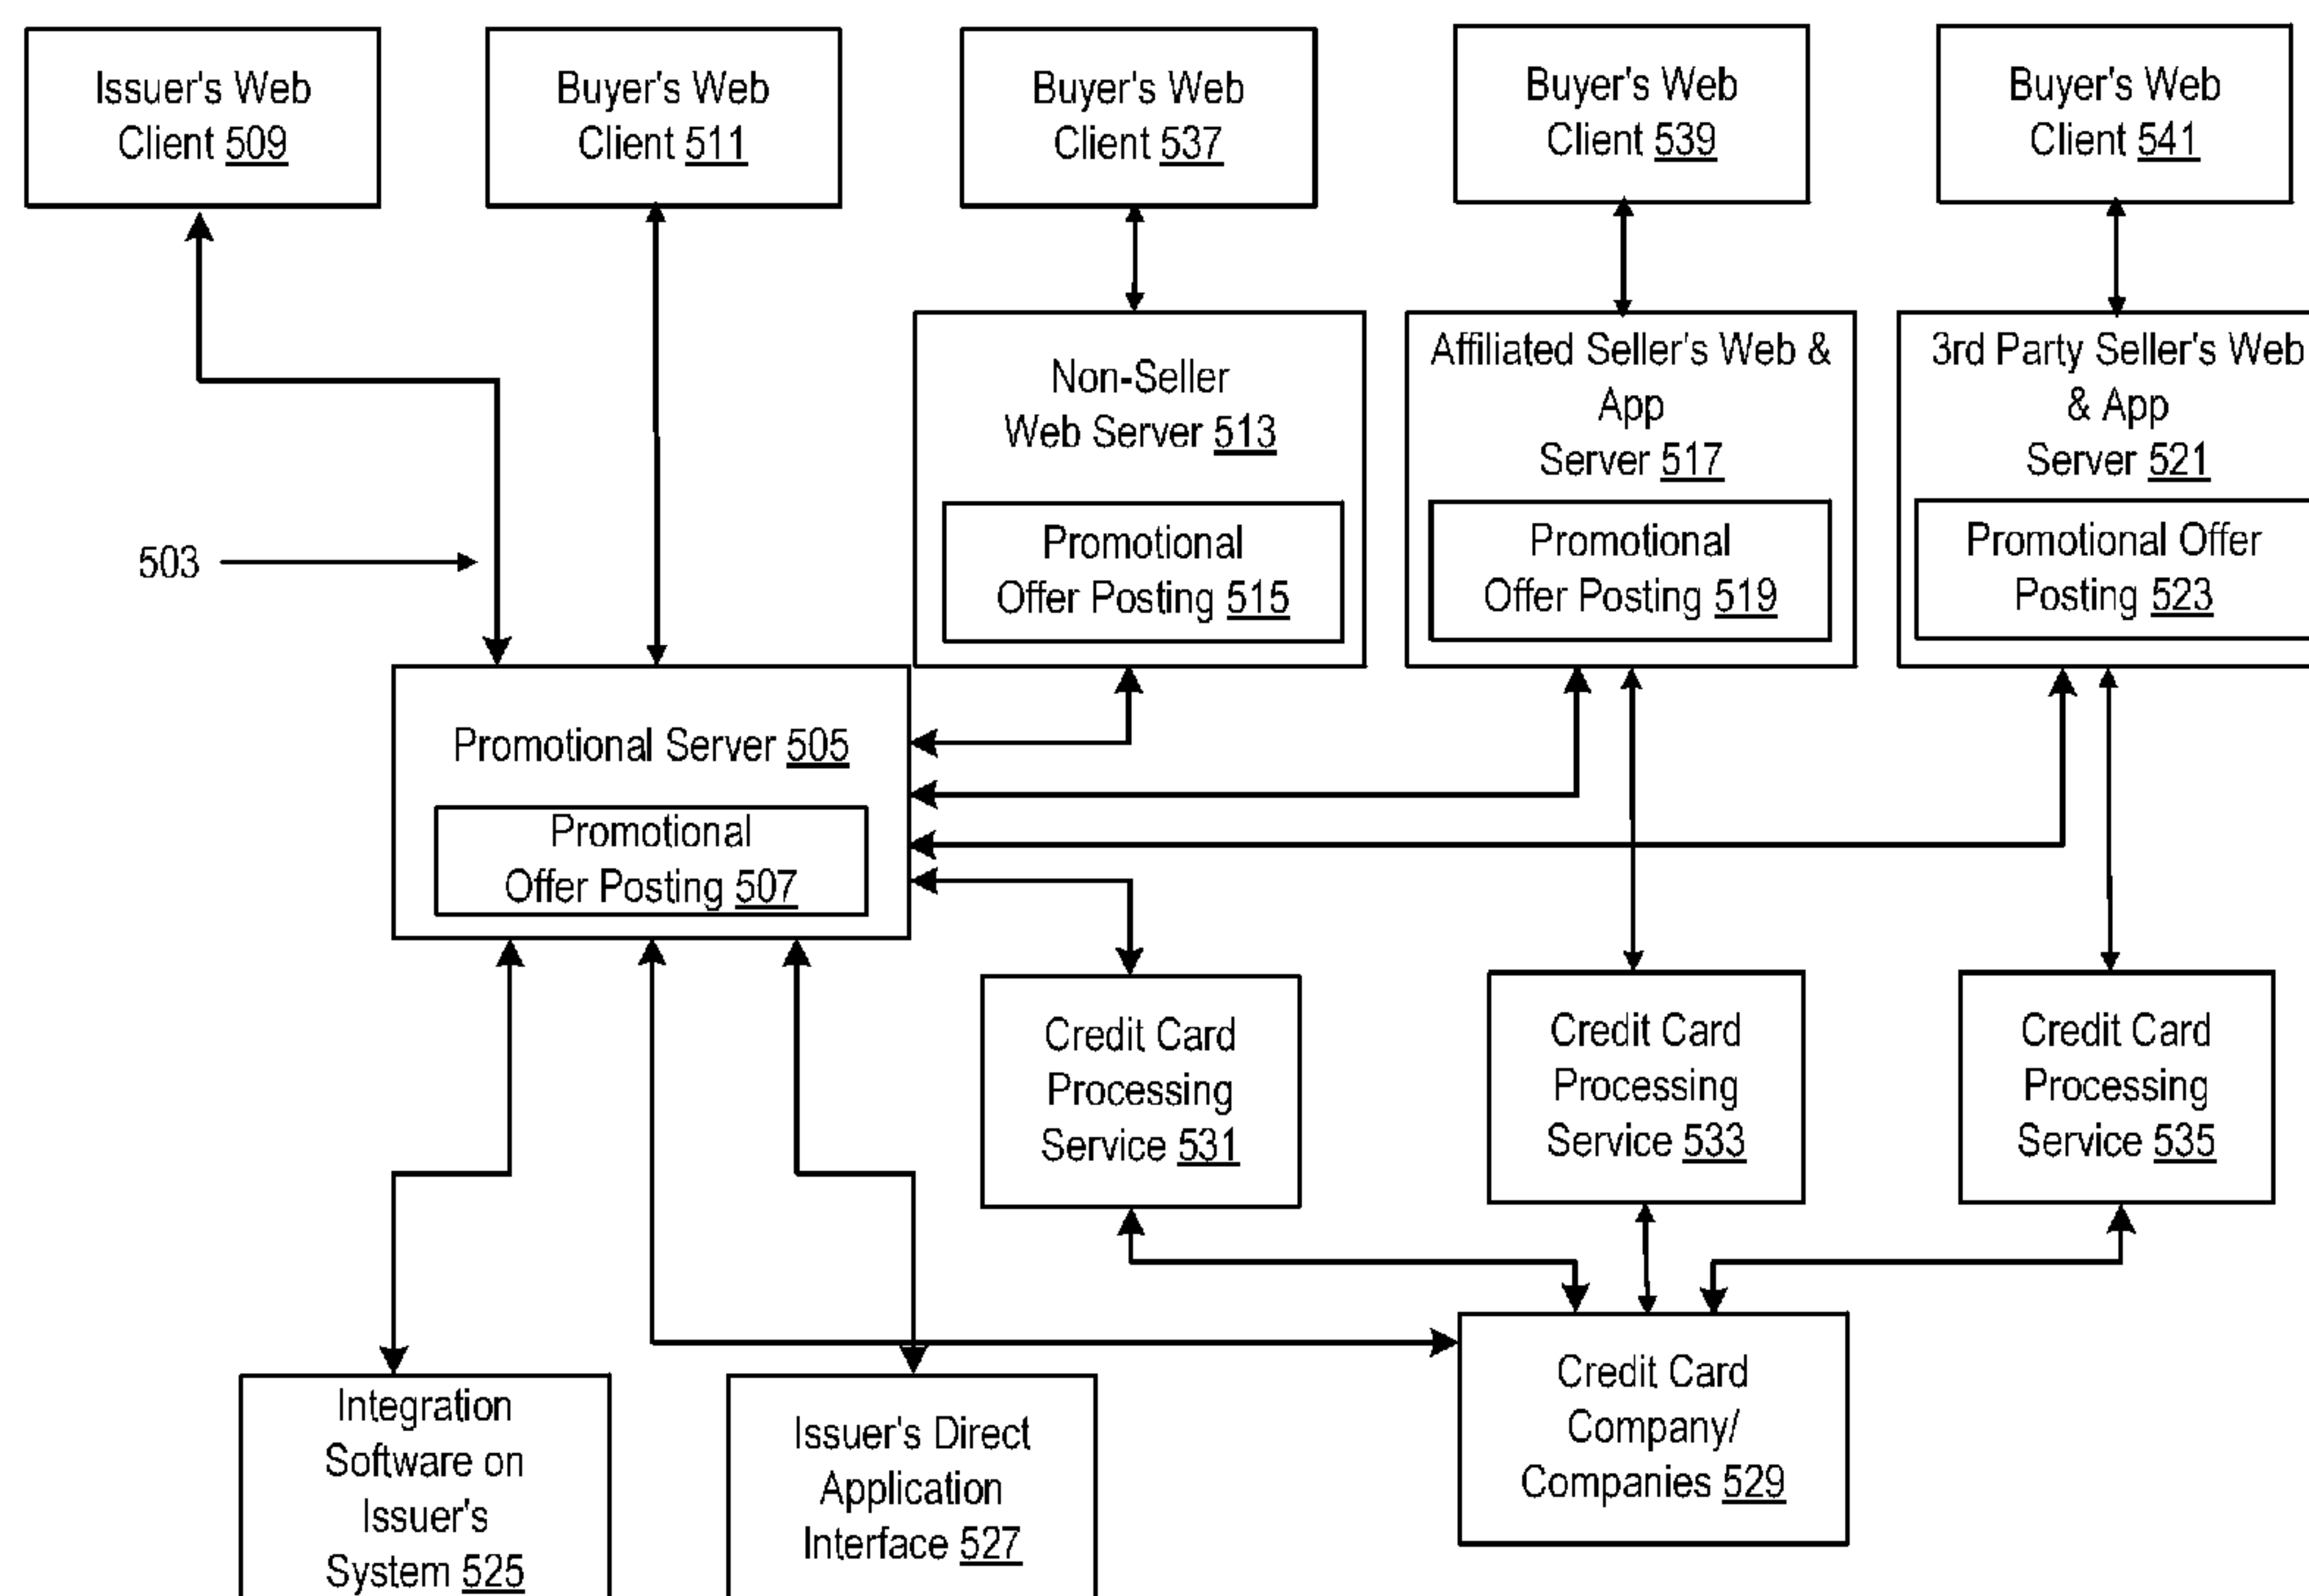 Issuer's Web
Client 509
Buyer's Web
Client 511
Buyer's Web
Client 537
Buyer's Web
Client 539
Buyer's Web
Client 541
Non-Seller
Web Server 513
Promotional
Offer Posting 515
Affiliated Seller's Web &
App
Server 517
Promotional
Offer Posting 519
3rd Party Seller's Web
& App
Server 521
Promotional Offer
Posting 523
503
Promotional Server 505
Promotional
Offer Posting 507
Credit Card
Processing
Service 531
Credit Card
Processing
Service 533
Credit Card
Processing
Service 535
Integration
Software on
Issuer's
System 525
Issuer's Direct
Application
Interface 527
Credit Card
Company/
Companies 529